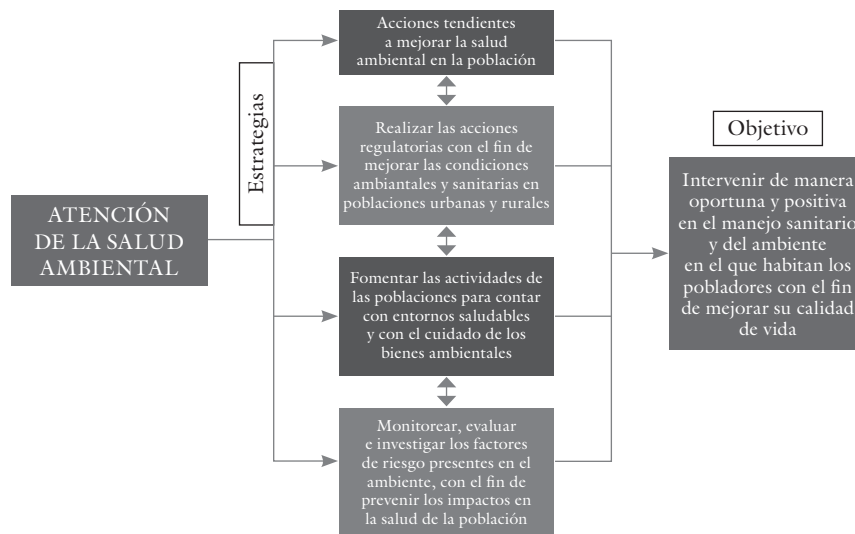 ATENCIÓN
DE LA SALUD
AMBIENTAL
Estrategias
Acciones tendientes
a mejorar la salud
ambiental en la población
Realizar las acciones
regulatorias con el fin de
mejorar las condiciones
ambiantales y sanitarias en
poblaciones urbanas y rurales
Fomentar las actividades de
las poblaciones para contar
con entornos saludables
y con el cuidado de los
bienes ambientales
Monitorear, evaluar
e investigar los factores
de riesgo presentes en el
ambiente, con el fin de
prevenir los impactos en
la salud de la población
Objetivo
Intervenir de manera
oportuna y positiva
en el manejo sanitario
y del ambiente
en el que habitan los
pobladores con el fin
de mejorar su calidad
de vida